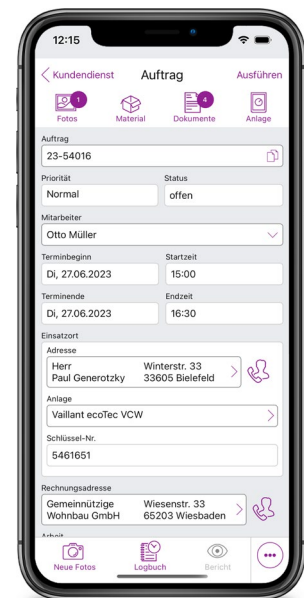 12:15
Kundendienst Auftrag Ausführen
1 4
Fotos Material Dokumente Anlage
Auftrag
23-54016
Priorität Status
Normal offen
Mitarbeiter
Otto Müller
Terminbeginn Startzeit
Di, 27.06.2023 15:00
Terminende Endzeit
Di, 27.06.2023 16:30
Einsatzort
Adresse
Herr Winterstr. 33
Paul Generotzky 33605 Bielefeld
Anlage
Vaillant ecoTec VCW
Schlüssel-Nr.
5461651
Rechnungsadresse
Gemeinnützige Wiesenstr. 33
Wohnbau GmbH 65203 Wiesbaden
Arbeit
Neue Fotos Logbuch Bericht